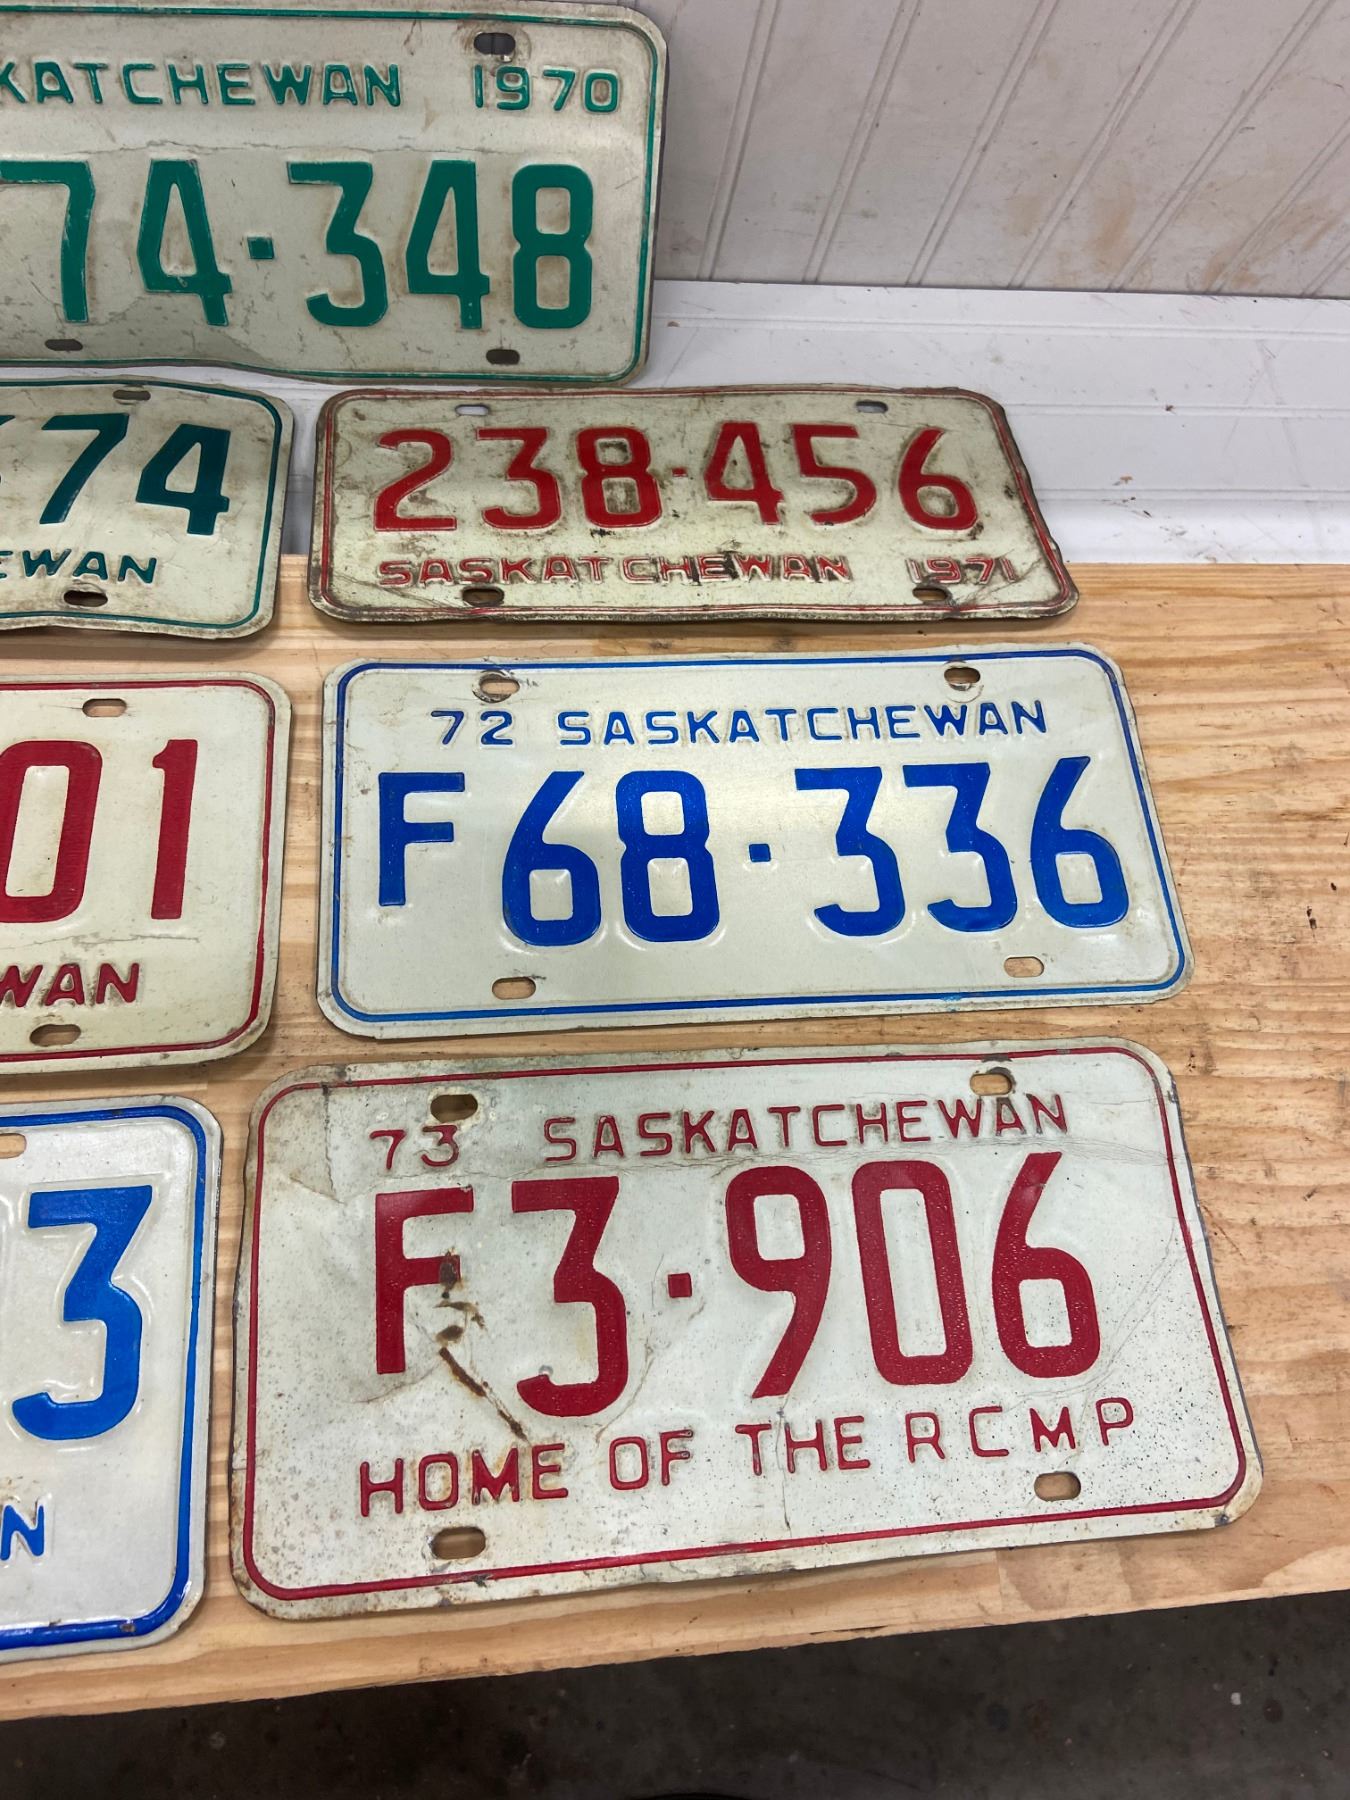 KATCHEWAN 1970
74·348
74
EWAN
238·456
SASKATCHEWAN 1971
01
WAN
72 SASKATCHEWAN
F68·336
3
N
73 SASKATCHEWAN
F3·906
HOME OF THE RCMP